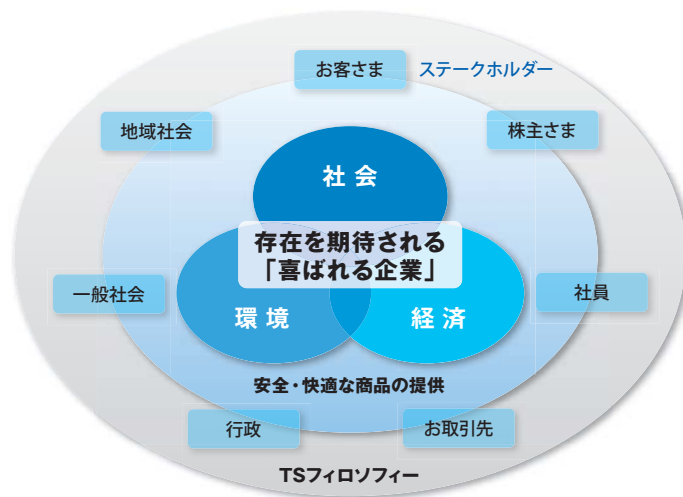 お客さま
ステークホルダー
地域社会
株主さま
社会
存在を期待される
「喜ばれる企業」
一般社会
社員
環境
経済
安全・快適な商品の提供
行政
お取引先
TSフィロソフィー